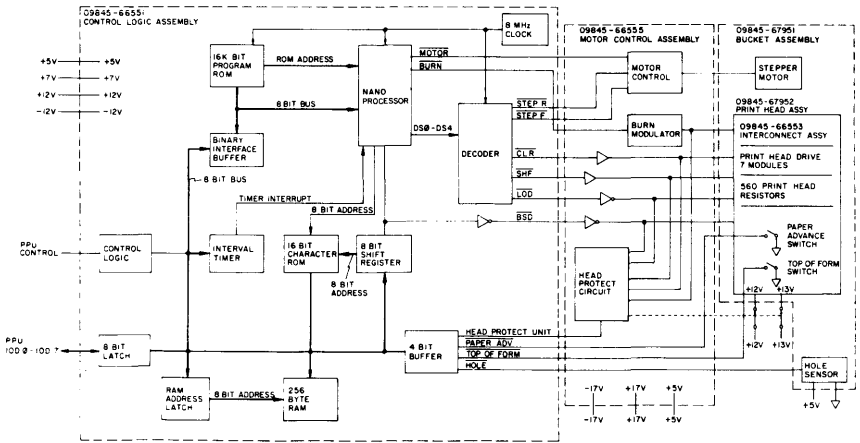 09845-66551
CONTROL LOGIC ASSEMBLY
+5V +5V
+7V +7V
+12V +12V
-12V -12V
16K BIT
PROGRAM
ROM
ROM ADDRESS
8 BIT BUS
BINARY
INTERFACE
BUFFER
8 BIT BUS
TIMER INTERRUPT
8 BIT ADDRESS
NANO
PROCESSOR
8 MHz
CLOCK
MOTOR
BURN
DS0-DS4
DECODER
STEP R
STEP F
CLR
SHF
LOD
BSD
PPU
CONTROL
CONTROL
LOGIC
INTERVAL
TIMER
16 BIT
CHARACTER
ROM
8 BIT
SHIFT
REGISTER
8 BIT
ADDRESS
PPU
IOD 0-IOD 7
8 BIT
LATCH
4 BIT
BUFFER
HEAD PROTECT UNIT
PAPER ADV.
TOP OF FORM
HOLE
RAM
ADDRESS
LATCH
8 BIT ADDRESS
256
BYTE
RAM
09845-66555
MOTOR CONTROL ASSEMBLY
MOTOR
CONTROL
BURN
MODULATOR
HEAD
PROTECT
CIRCUIT
-17V +17V +5V
-17V +17V +5V
09845-67951
BUCKET ASSEMBLY
STEPPER
MOTOR
09845-67952
PRINT HEAD ASSY
09845-66553
INTERCONNECT ASSY
PRINT HEAD DRIVE
7 MODULES
560 PRINT HEAD
RESISTORS
PAPER
ADVANCE
SWITCH
TOP OF FORM
SWITCH
+12V +13V
+12V +13V
HOLE
SENSOR
+5V